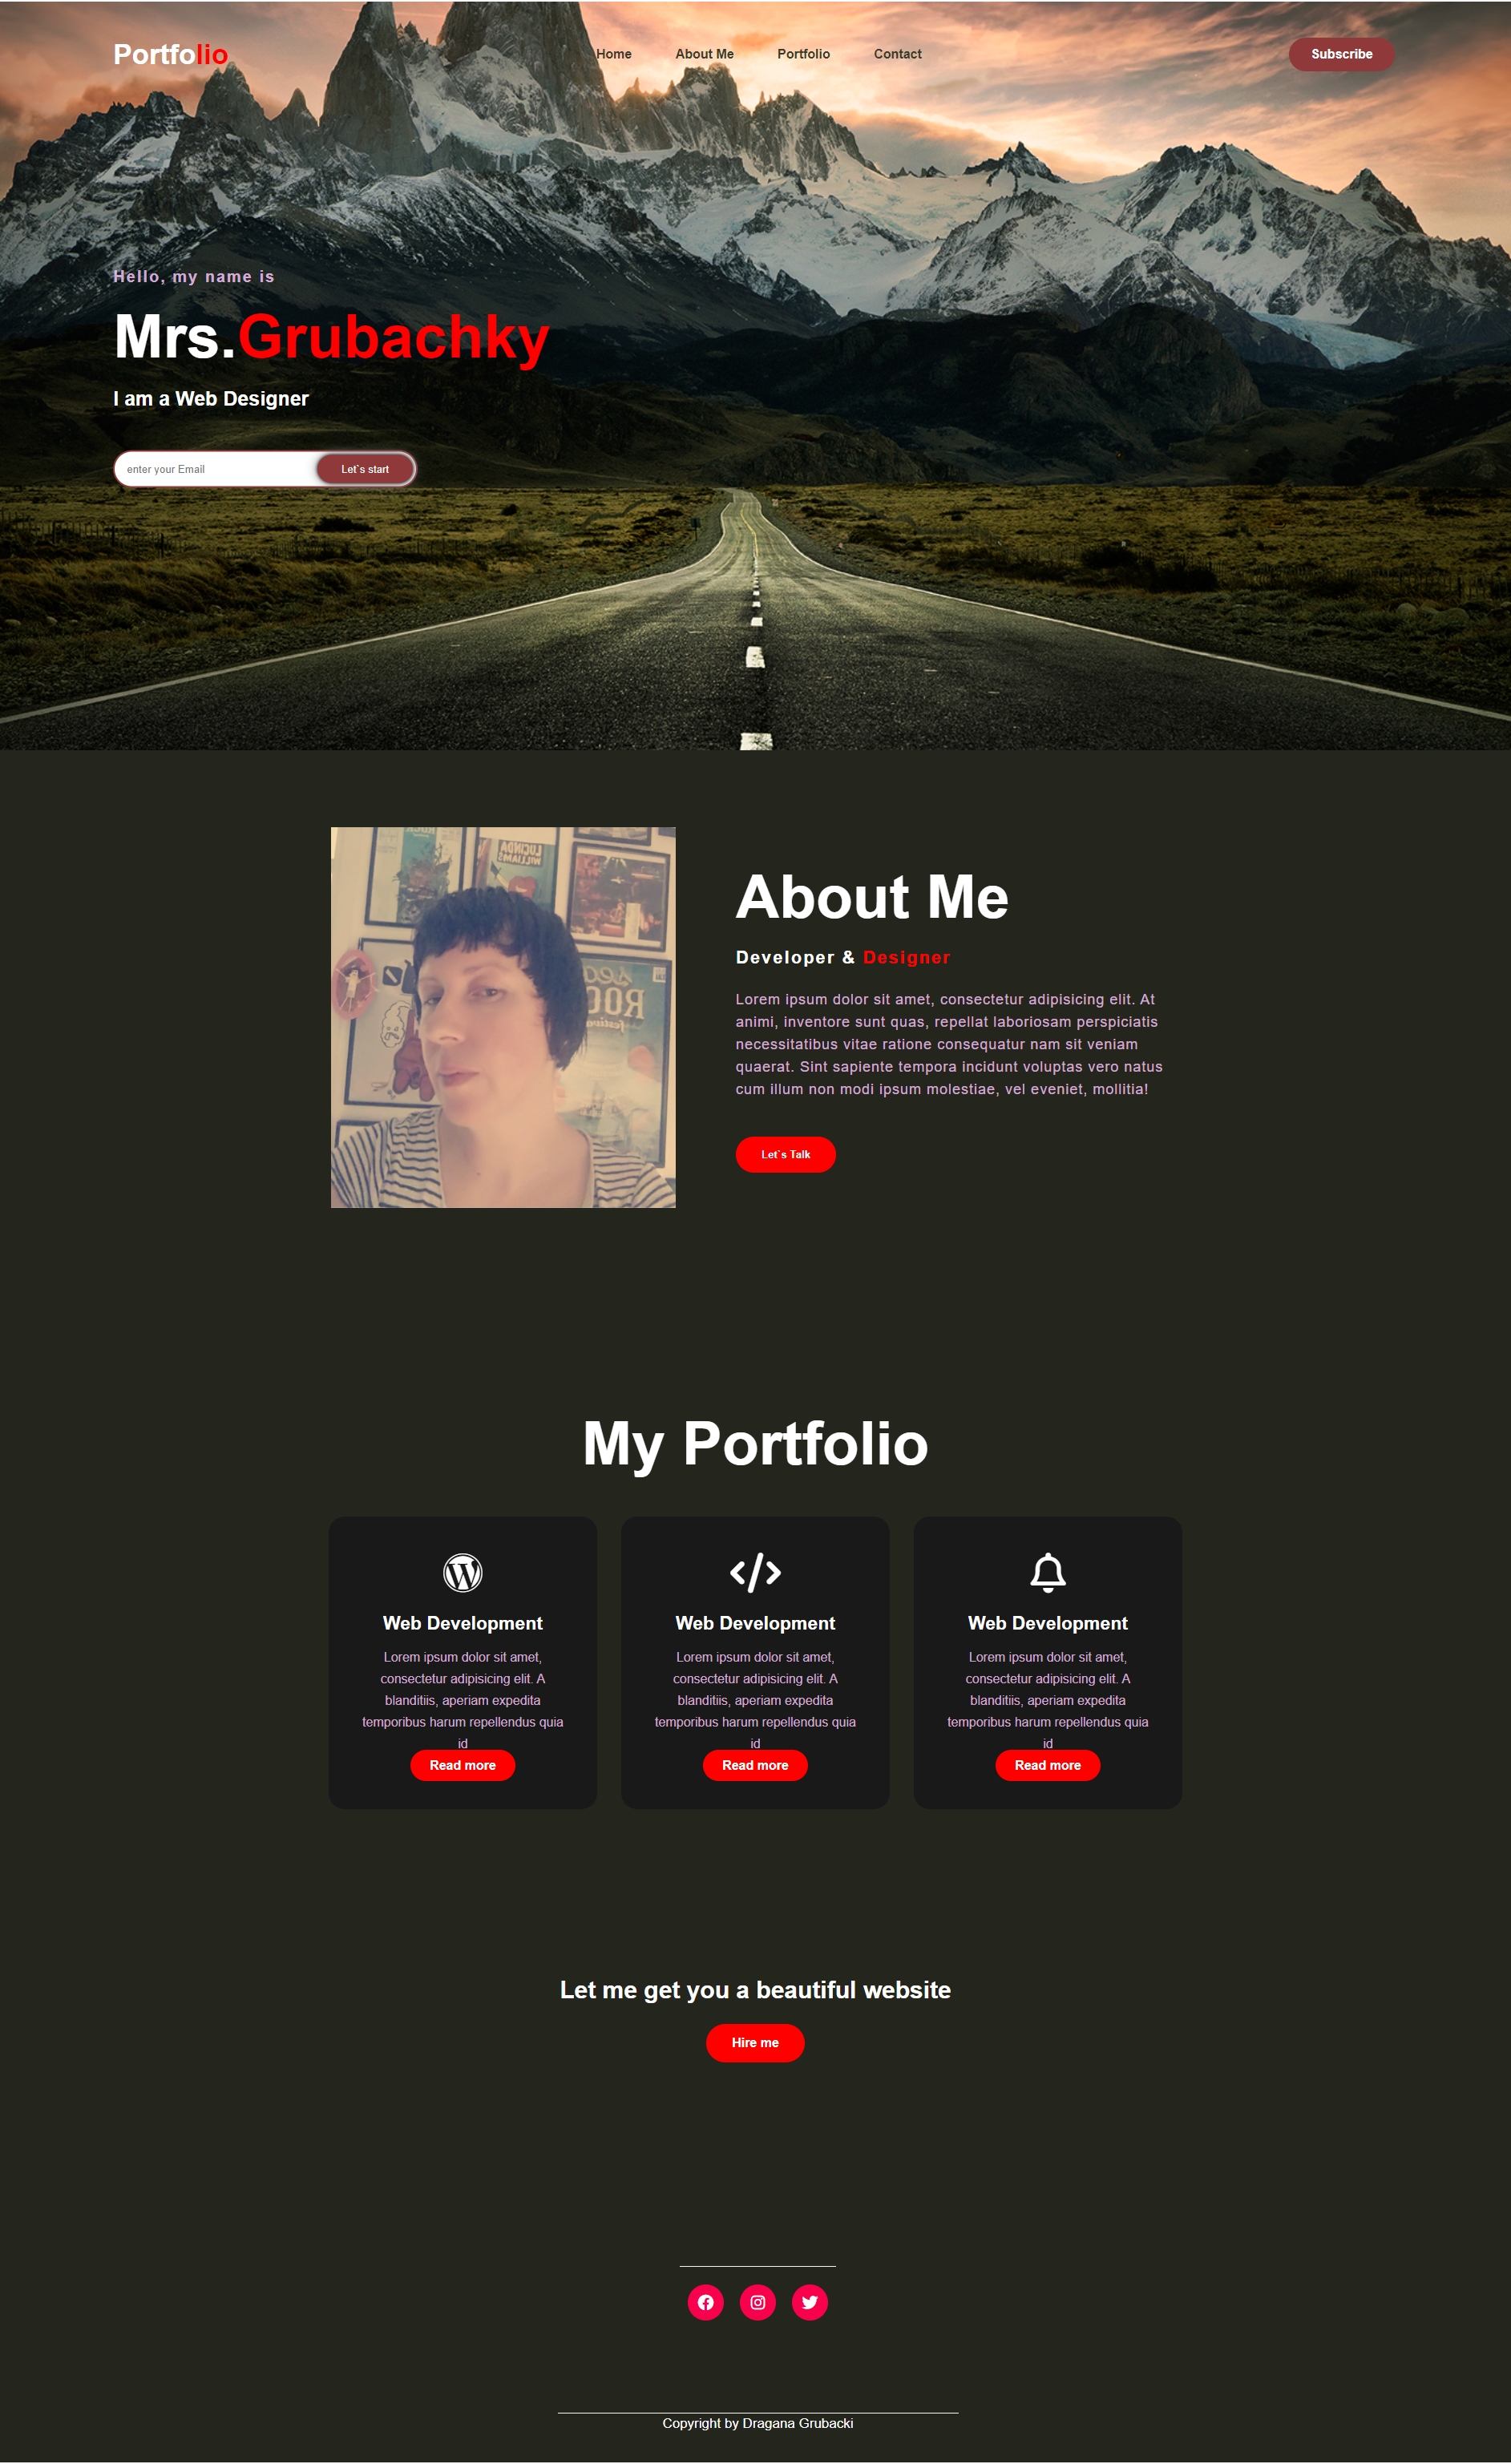 Portfolio
Home About Me Portfolio Contact
Subscribe
Hello, my name is
Mrs.Grubachky
I am a Web Designer
enter your Email
Let`s start
LUCINDA
WILLIAMS
About Me
Developer & Designer
Lorem ipsum dolor sit amet, consectetur adipisicing elit. At
animi, inventore sunt quas, repellat laboriosam perspiciatis
necessitatibus vitae ratione consequatur nam sit veniam
quaerat. Sint sapiente tempora incidunt voluptas vero natus
cum illum non modi ipsum molestiae, vel eveniet, mollitia!
Let`s Talk
My Portfolio
Web Development
Lorem ipsum dolor sit amet,
consectetur adipisicing elit. A
blanditiis, aperiam expedita
temporibus harum repellendus quia
id
Read more
Web Development
Lorem ipsum dolor sit amet,
consectetur adipisicing elit. A
blanditiis, aperiam expedita
temporibus harum repellendus quia
id
Read more
Web Development
Lorem ipsum dolor sit amet,
consectetur adipisicing elit. A
blanditiis, aperiam expedita
temporibus harum repellendus quia
id
Read more
Let me get you a beautiful website
Hire me
Copyright by Dragana Grubacki